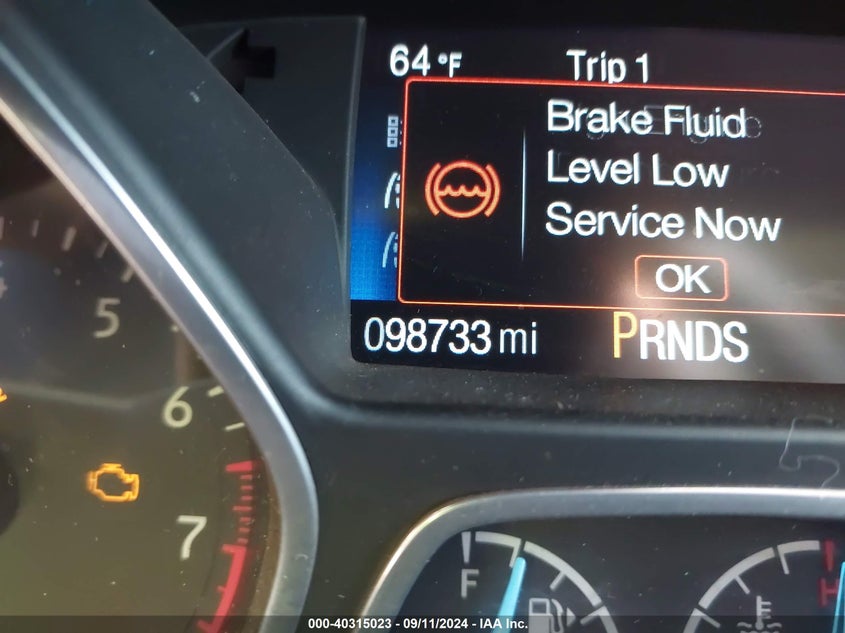 64 °F Trip 1
Brake Fluid
Level Low
Service Now
OK
098733 mi PRNDS
5
6
7
F
H
000-40315023 - 09/11/2024 - IAA Inc.